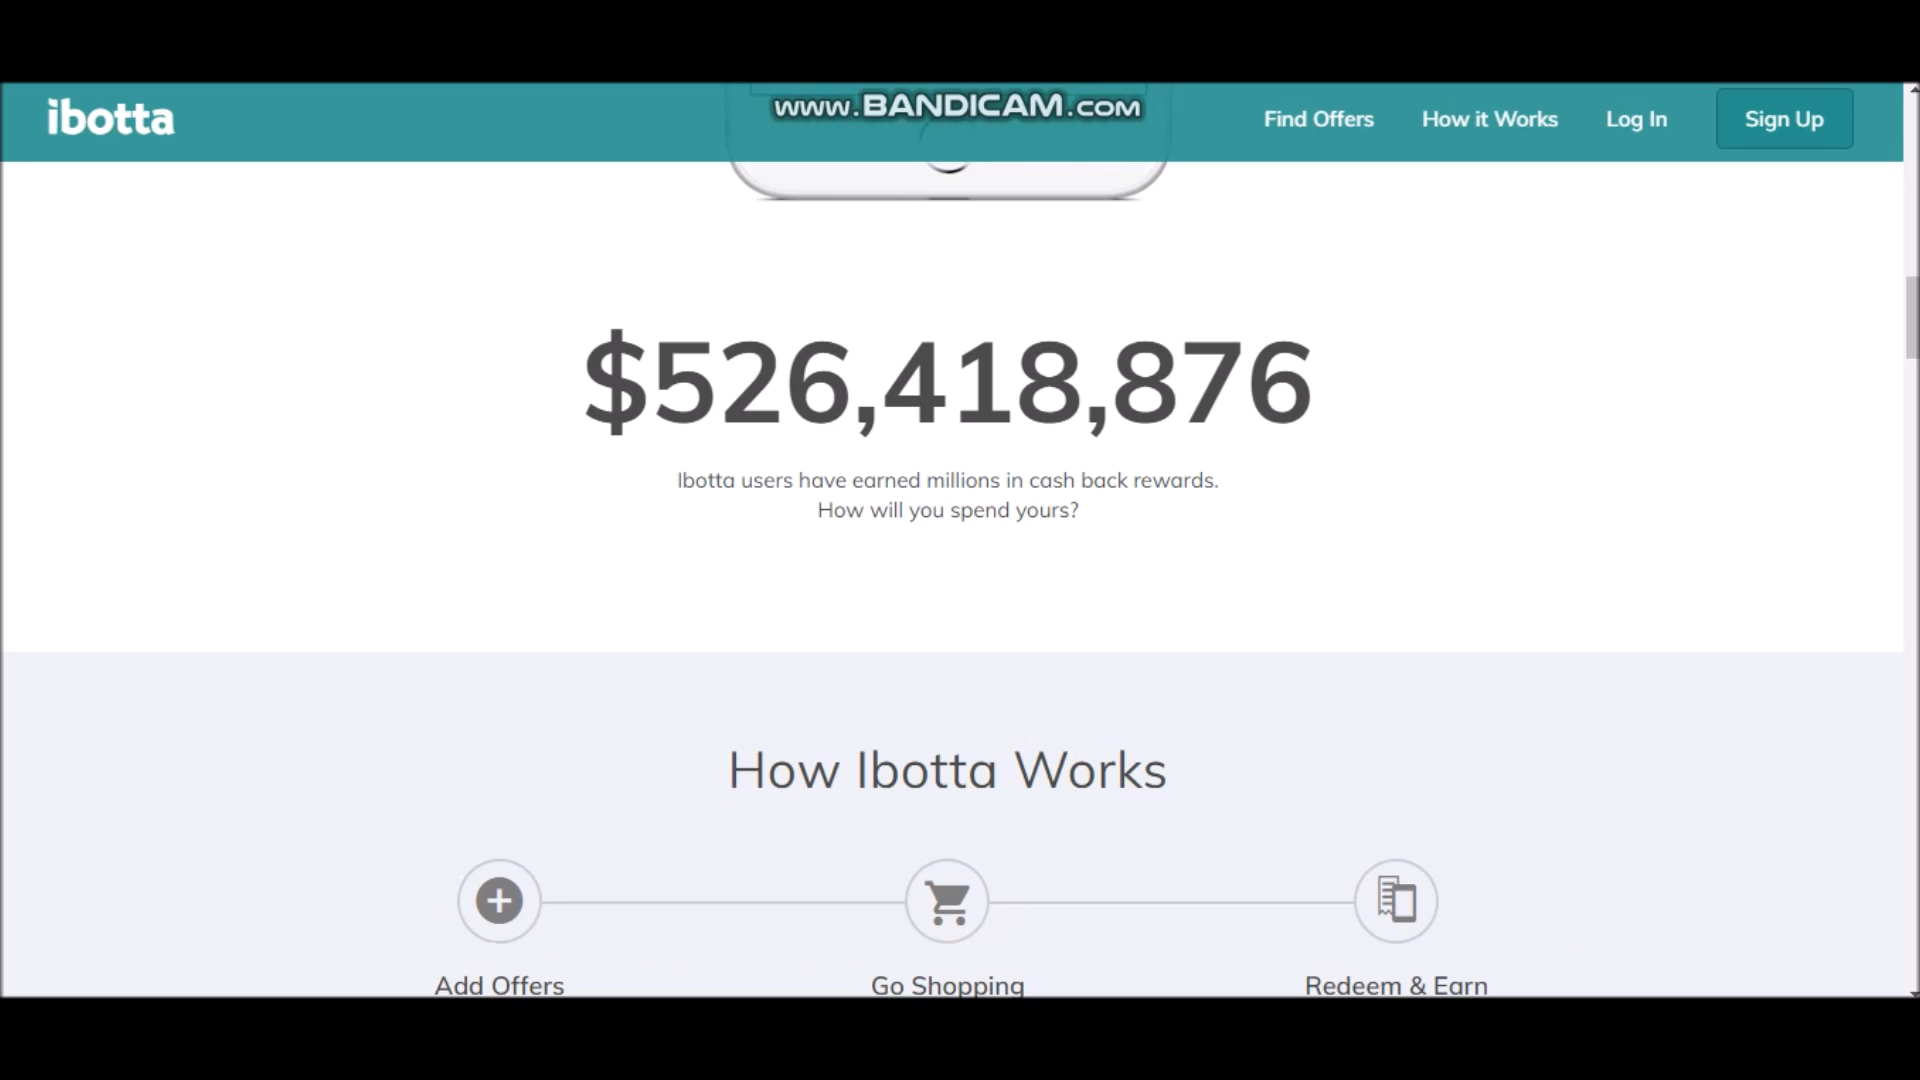 ibotta
www.BANDICAM.com
Find Offers
How it Works
Log In
Sign Up
$526,418,876
Ibotta users have earned millions in cash back rewards.
How will you spend yours?
How Ibotta Works
Add Offers
Go Shopping
Redeem & Earn